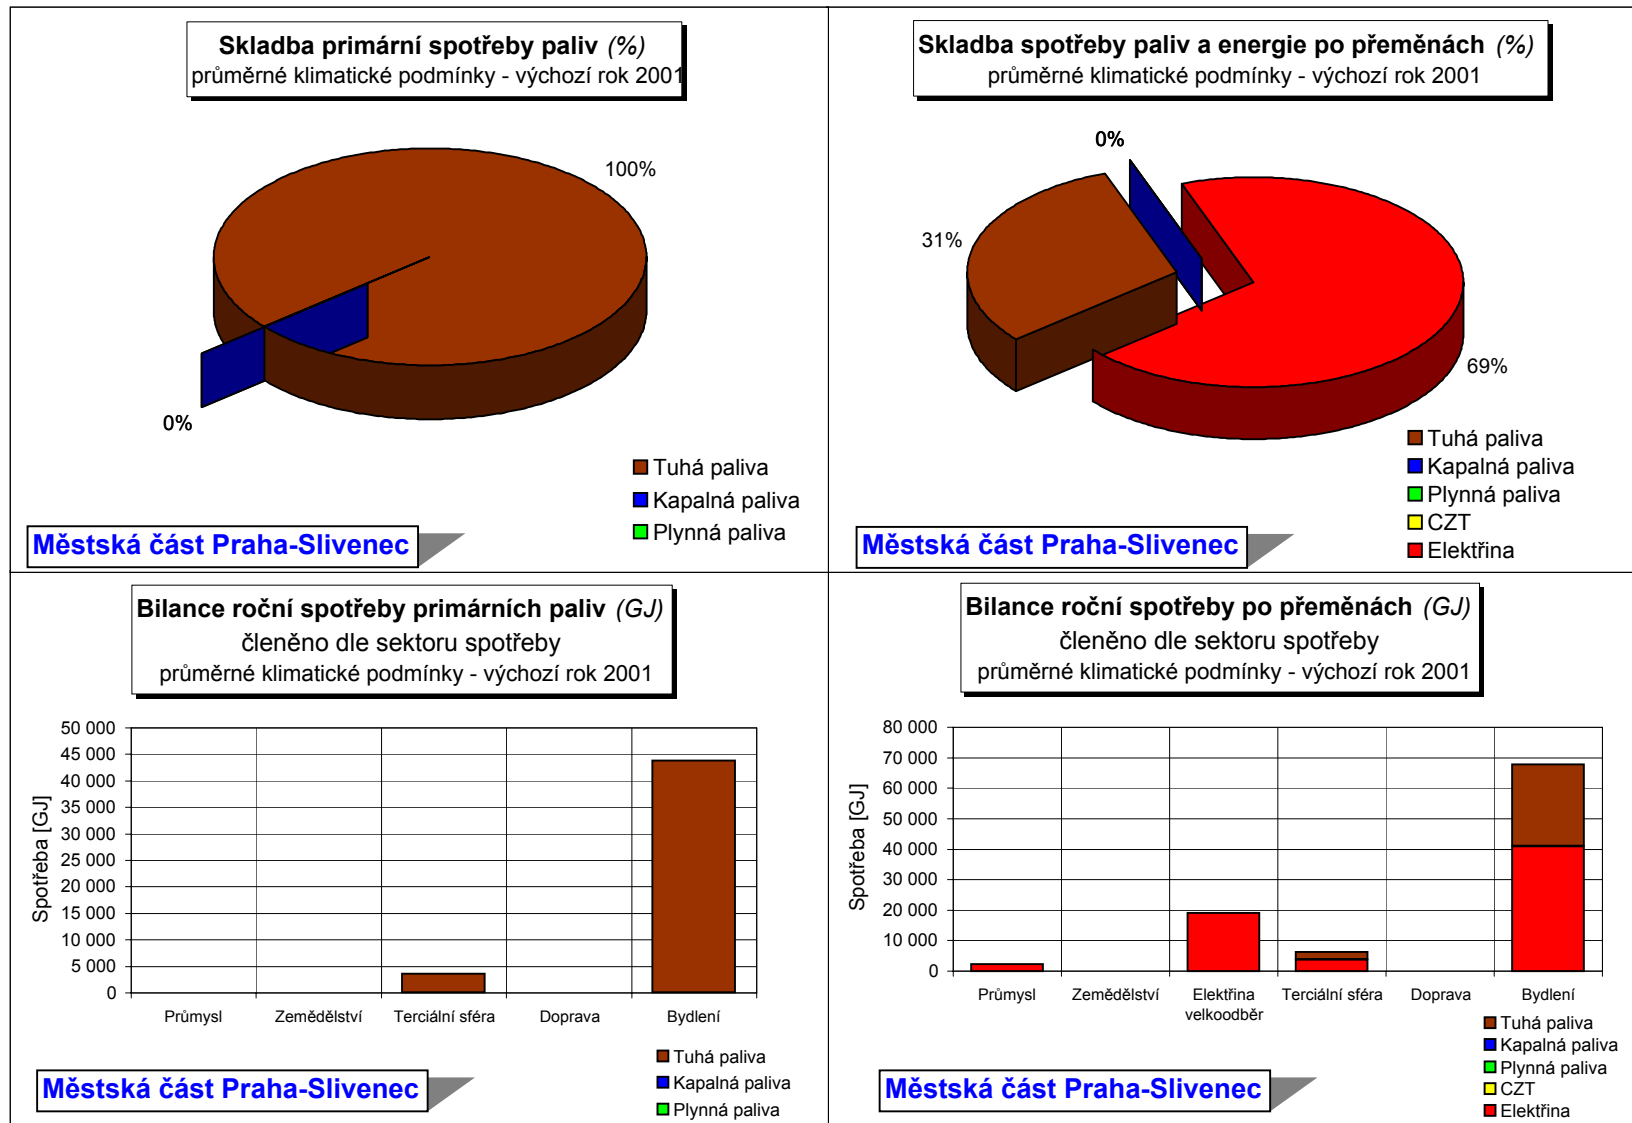 Skladba primární spotřeby paliv (%)
průměrné klimatické podmínky - výchozí rok 2001
100%
0%
Tuhá paliva
Kapalná paliva
Plynná paliva
Městská část Praha-Slivenec
Skladba spotřeby paliv a energie po přeměnách (%)
průměrné klimatické podmínky - výchozí rok 2001
0%
31%
69%
Tuhá paliva
Kapalná paliva
Plynná paliva
CZT
Elektřina
Městská část Praha-Slivenec
Bilance roční spotřeby primárních paliv (GJ)
členěno dle sektoru spotřeby
průměrné klimatické podmínky - výchozí rok 2001
Spotřeba [GJ]
50 000
45 000
40 000
35 000
30 000
25 000
20 000
15 000
10 000
5 000
0
Průmysl
Zemědělství
Terciální sféra
Doprava
Bydlení
Tuhá paliva
Kapalná paliva
Plynná paliva
Městská část Praha-Slivenec
Bilance roční spotřeby po přeměnách (GJ)
členěno dle sektoru spotřeby
průměrné klimatické podmínky - výchozí rok 2001
Spotřeba [GJ]
80 000
70 000
60 000
50 000
40 000
30 000
20 000
10 000
0
Průmysl
Zemědělství
Elektřina
velkoodběr
Terciální sféra
Doprava
Bydlení
Tuhá paliva
Kapalná paliva
Plynná paliva
CZT
Elektřina
Městská část Praha-Slivenec